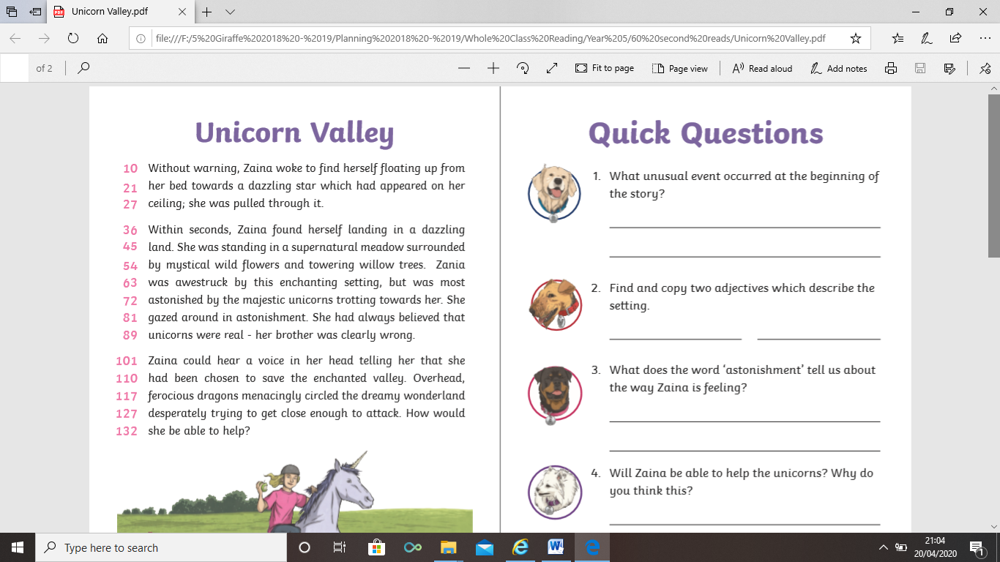 Unicorn Valley.pdf
file:///F:/5%20Giraffe%202018%20-%2019/Planning%202018%20-%2019/Whole%20Class%20Reading/Year%205/60%20second%20reads/Unicorn%20Valley.pdf
of 2
Fit to page
Page view
Read aloud
Add notes
Unicorn Valley
10 Without warning, Zaina woke to find herself floating up from
21 her bed towards a dazzling star which had appeared on her
27 ceiling; she was pulled through it.
36 Within seconds, Zaina found herself landing in a dazzling
45 land. She was standing in a supernatural meadow surrounded
54 by mystical wild flowers and towering willow trees. Zania
63 was awestruck by this enchanting setting, but was most
72 astonished by the majestic unicorns trotting towards her. She
81 gazed around in astonishment. She had always believed that
89 unicorns were real - her brother was clearly wrong.
101 Zaina could hear a voice in her head telling her that she
110 had been chosen to save the enchanted valley. Overhead,
117 ferocious dragons menacingly circled the dreamy wonderland
127 desperately trying to get close enough to attack. How would
132 she be able to help?
Quick Questions
1. What unusual event occurred at the beginning of
the story?
2. Find and copy two adjectives which describe the
setting.
3. What does the word ‘astonishment’ tell us about
the way Zaina is feeling?
4. Will Zaina be able to help the unicorns? Why do
you think this?
Type here to search
21:04
20/04/2020
1